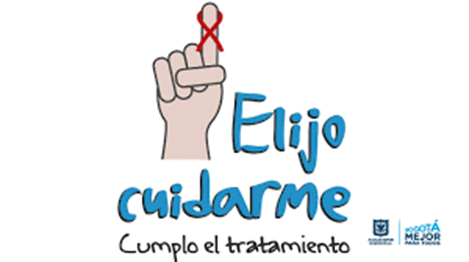 Elijo
cuidarme
Cumplo el tratamiento
BOGOTÁ
MEJOR
PARA TODOS